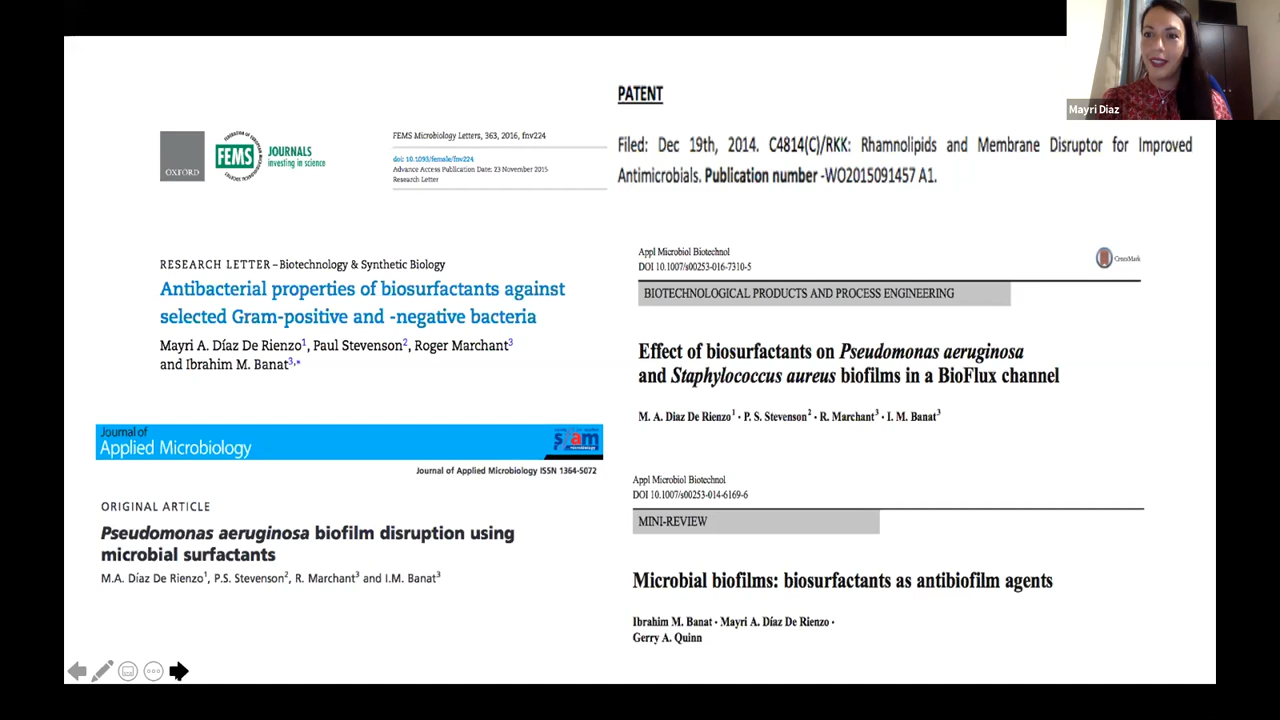 Mayri Diaz
OXFORD
FEMS
JOURNALS
investing in science
FEMS Microbiology Letters, 363, 2016, fnv224
doi: 10.1093/femsle/fnv224
Advance Access Publication Date: 23 November 2015
Research Letter
RESEARCH LETTER – Biotechnology & Synthetic Biology
Antibacterial properties of biosurfactants against
selected Gram-positive and -negative bacteria
Mayri A. Díaz De Rienzo1, Paul Stevenson2, Roger Marchant3
and Ibrahim M. Banat3,*
Journal of
Applied Microbiology
Journal of Applied Microbiology ISSN 1364-5072
ORIGINAL ARTICLE
Pseudomonas aeruginosa biofilm disruption using
microbial surfactants
M.A. Díaz De Rienzo1, P.S. Stevenson2, R. Marchant3 and I.M. Banat3
PATENT
Filed: Dec 19th, 2014. C4814(C)/RKK: Rhamnolipids and Membrane Disruptor for Improved
Antimicrobials. Publication number -WO2015091457 A1.
Appl Microbiol Biotechnol
DOI 10.1007/s00253-016-7310-5
CrossMark
BIOTECHNOLOGICAL PRODUCTS AND PROCESS ENGINEERING
Effect of biosurfactants on Pseudomonas aeruginosa
and Staphylococcus aureus biofilms in a BioFlux channel
M. A. Diaz De Rienzo1 · P. S. Stevenson2 · R. Marchant3 · I. M. Banat3
Appl Microbiol Biotechnol
DOI 10.1007/s00253-014-6169-6
MINI-REVIEW
Microbial biofilms: biosurfactants as antibiofilm agents
Ibrahim M. Banat · Mayri A. Díaz De Rienzo ·
Gerry A. Quinn